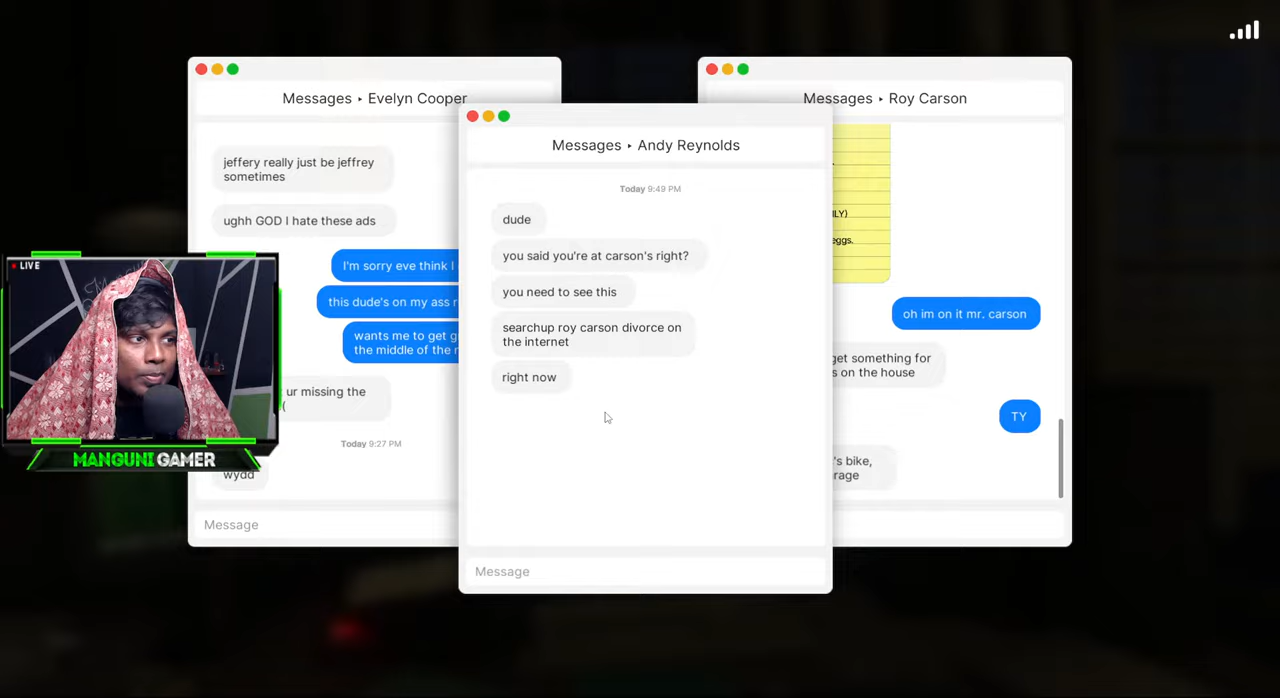 Messages ▸ Evelyn Cooper
jeffery really just be jeffrey
sometimes
ughh GOD I hate these ads
I'm sorry eve think I
this dude's on my ass
wants me to get
the middle of the
ur missing the
(
Today 9:27 PM
wydd
Message
Messages ▸ Andy Reynolds
Today 9:49 PM
dude
you said you're at carson's right?
you need to see this
searchup roy carson divorce on
the internet
right now
Message
Messages ▸ Roy Carson
eggs.
oh im on it mr. carson
get something for
s on the house
TY
's bike,
LIVE
MANGUNI GAMER